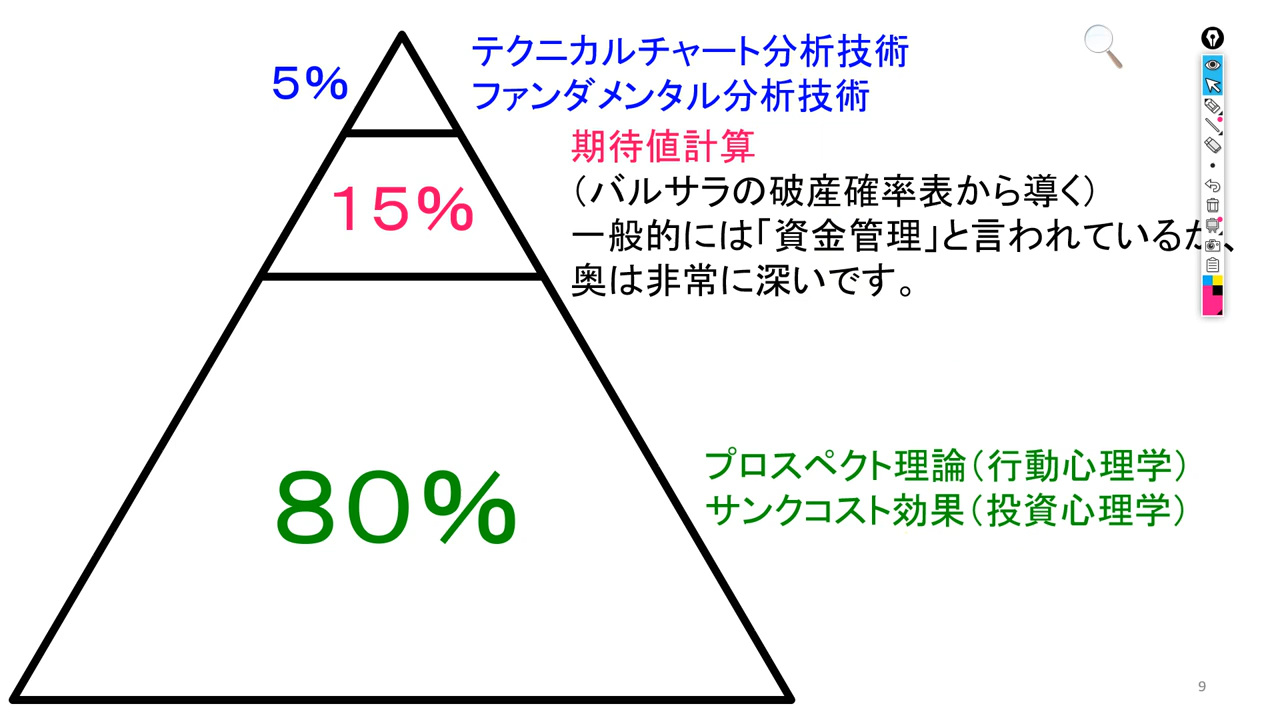 5%
テクニカルチャート分析技術
ファンダメンタル分析技術
期待値計算
(バルサラの破産確率表から導く)
15%
一般的には「資金管理」と言われているが、
奥は非常に深いです。
80%
プロスペクト理論(行動心理学)
サンクコスト効果(投資心理学)
9